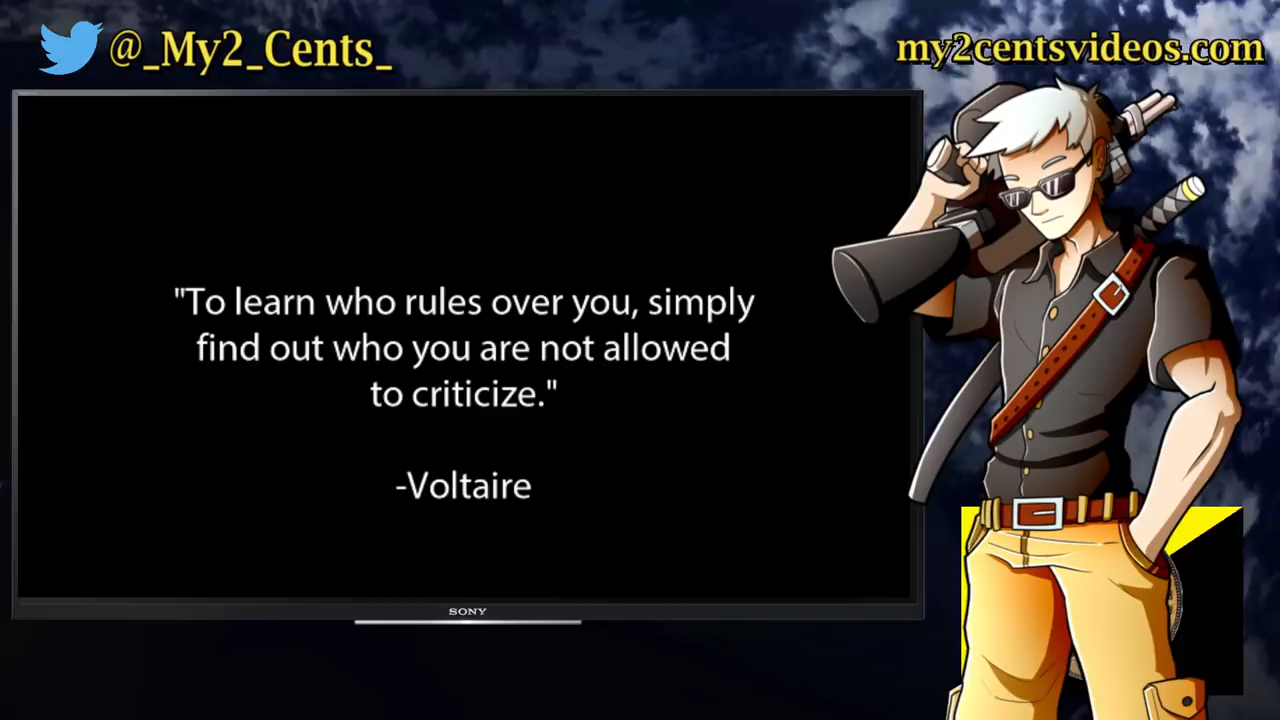 @_My2_Cents_
my2centsvideos.com
"To learn who rules over you, simply
find out who you are not allowed
to criticize."
-Voltaire
SONY